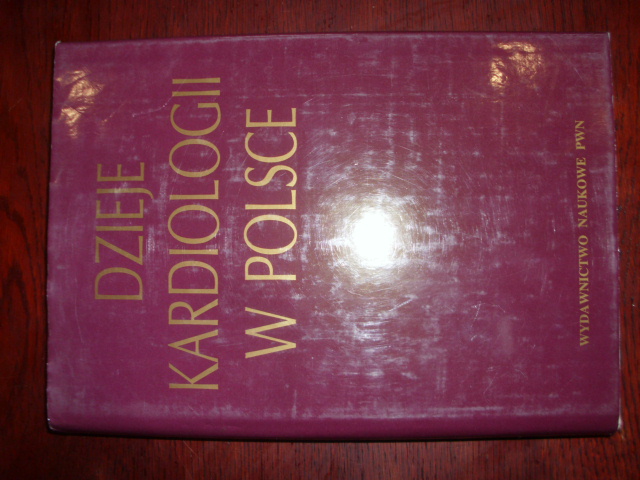 DZIEJE
KARDIOLOGII
W POLSCE
WYDAWNICTWO NAUKOWE PWN